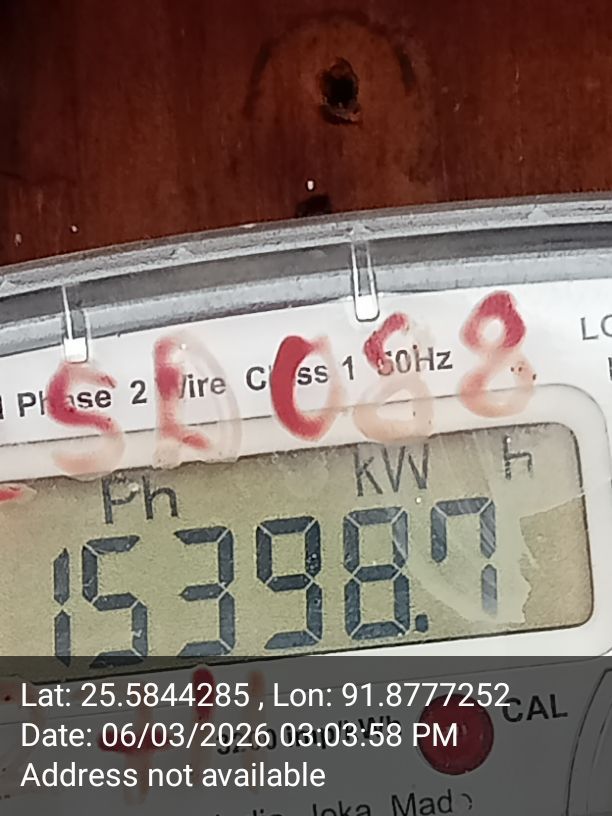 LO
Phase 2 Wire Class 1 50Hz
kW h
Ph
15398.7
Lat: 25.5844285 , Lon: 91.8777252
CAL
Date: 06/03/2026 03:03:58 PM
Address not available